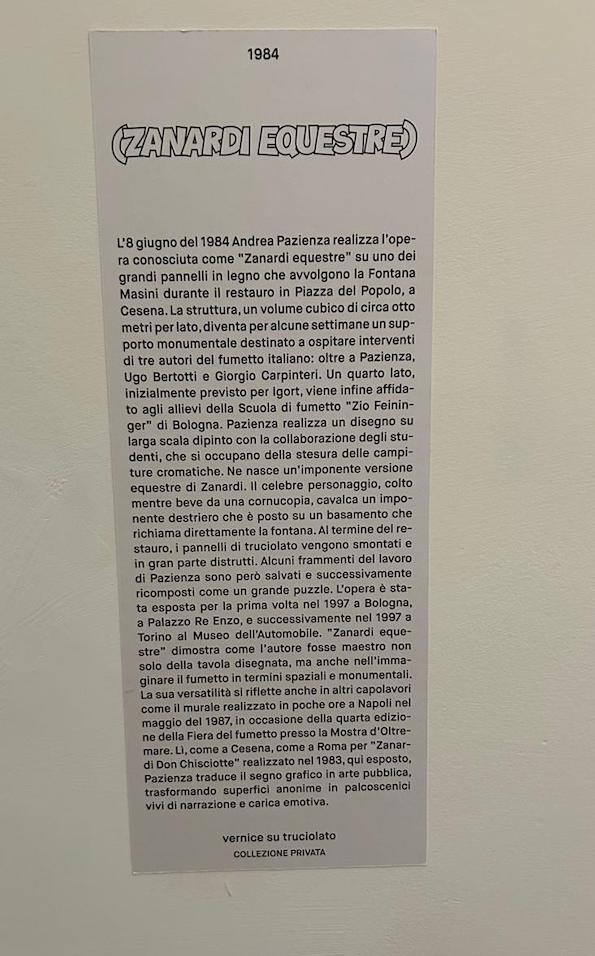 1984
(ZANARDI EQUESTRE)
L'8 giugno del 1984 Andrea Pazienza realizza l'ope-
ra conosciuta come "Zanardi equestre" su uno dei
grandi pannelli in legno che avvolgono la Fontana
Masini durante il restauro in Piazza del Popolo, a
Cesena. La struttura, un volume cubico di circa otto
metri per lato, diventa per alcune settimane un sup-
porto monumentale destinato a ospitare interventi
di tre autori del fumetto italiano: oltre a Pazienza,
Ugo Bertotti e Giorgio Carpinteri. Un quarto lato,
inizialmente previsto per Igort, viene infine affida-
to agli allievi della Scuola di fumetto "Zio Feinin-
ger" di Bologna. Pazienza realizza un disegno su
larga scala dipinto con la collaborazione degli stu-
denti, che si occupano della stesura delle campi-
ture cromatiche. Ne nasce un'imponente versione
equestre di Zanardi. Il celebre personaggio, colto
mentre beve da una cornucopia, cavalca un impo-
nente destriero che è posto su un basamento che
richiama direttamente la fontana. Al termine del re-
stauro, i pannelli di truciolato vengono smontati e
in gran parte distrutti. Alcuni frammenti del lavoro
di Pazienza sono però salvati e successivamente
ricomposti come un grande puzzle. L'opera è sta-
ta esposta per la prima volta nel 1997 a Bologna,
a Palazzo Re Enzo, e successivamente nel 1997 a
Torino al Museo dell'Automobile. "Zanardi eque-
stre" dimostra come l'autore fosse maestro non
solo della tavola disegnata, ma anche nell'imma-
ginare il fumetto in termini spaziali e monumentali.
La sua versatilità si riflette anche in altri capolavori
come il murale realizzato in poche ore a Napoli nel
maggio del 1987, in occasione della quarta edizio-
ne della Fiera del fumetto presso la Mostra d'Oltre-
mare. Lì, come a Cesena, come a Roma per "Zanar-
di Don Chisciotte" realizzato nel 1983, qui esposto,
Pazienza traduce il segno grafico in arte pubblica,
trasformando superfici anonime in palcoscenici
vivi di narrazione e carica emotiva.
vernice su truciolato
COLLEZIONE PRIVATA